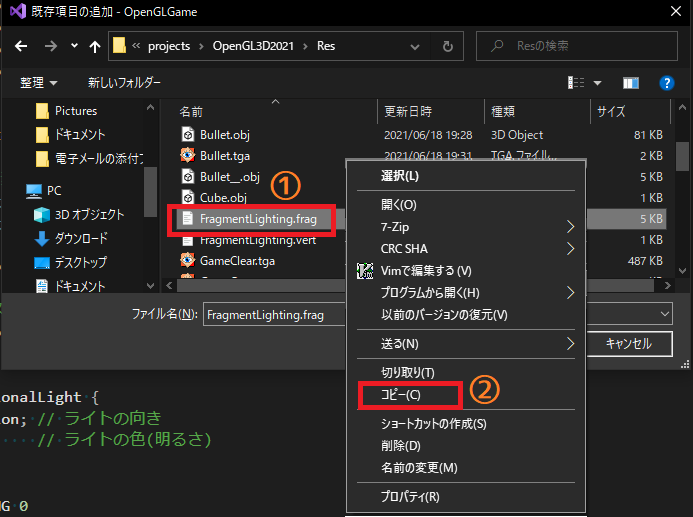 既存項目の追加 - OpenGLGame
projects > OpenGL3D2021 > Res
Resの検索
整理 新しいフォルダー
名前 更新日時 種類 サイズ
Pictures
ドキュメント
電子メールの添付フ
PC
3D オブジェクト
ダウンロード
デスクトップ
ドキュメント
Bullet.obj 2021/06/18 19:28 3D Object 81 KB
Bullet.tga 2021/06/18 19:31 TGA ファイル 5 KB
Bullet__.obj 1 KB
①
Cube.obj 1 KB
FragmentLighting.frag 5 KB
FragmentLighting.vert 1 KB
GameClear.tga 487 KB
ファイル名(N): FragmentLighting.frag
キャンセル
選択(L)
開く(O)
7-Zip
CRC SHA
Vimで編集する (V)
プログラムから開く(H)
以前のバージョンの復元(V)
送る(N)
切り取り(T)
コピー(C)
②
ショートカットの作成(S)
削除(D)
名前の変更(M)
プロパティ(R)
onalLight {
on; // ライトの向き
// ライトの色(明るさ)
NG 0